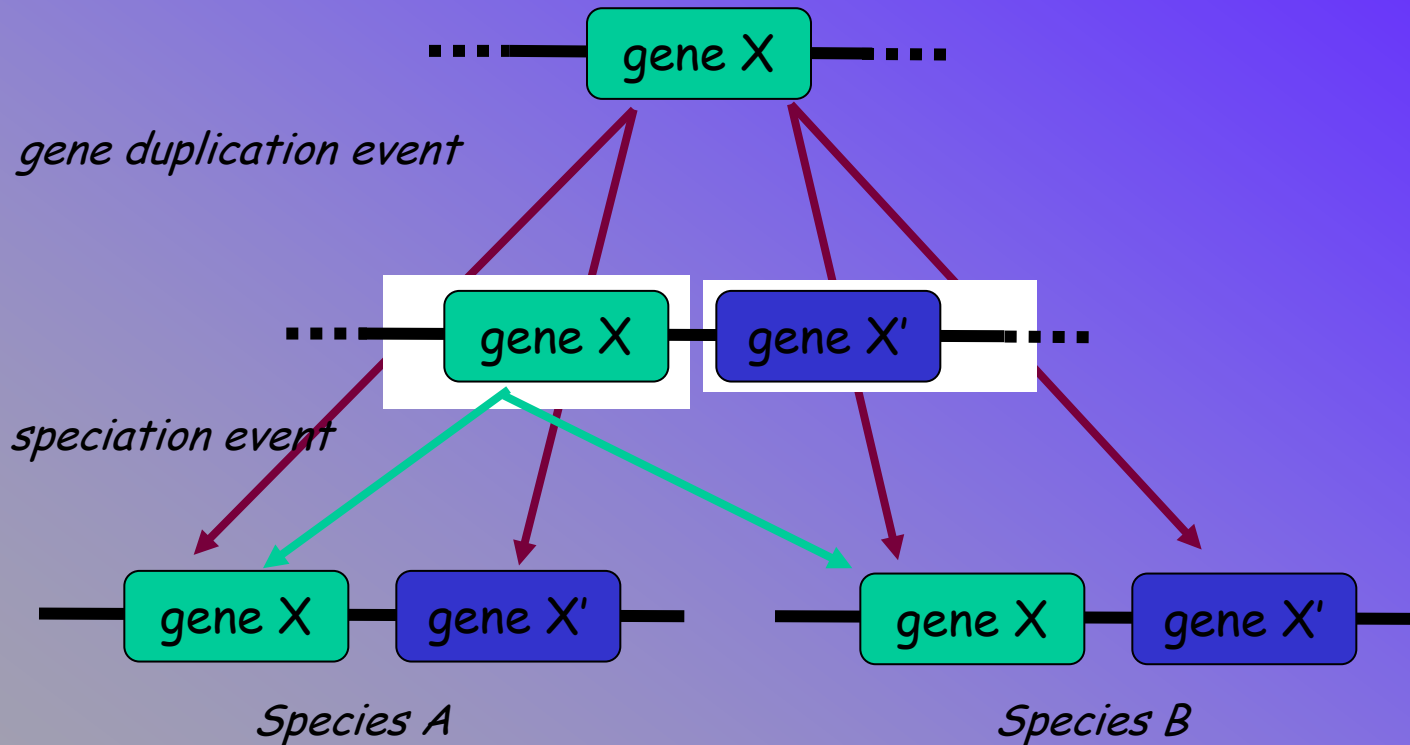 gene X
gene duplication event
gene X
gene X'
speciation event
gene X
gene X'
gene X
gene X'
Species A
Species B